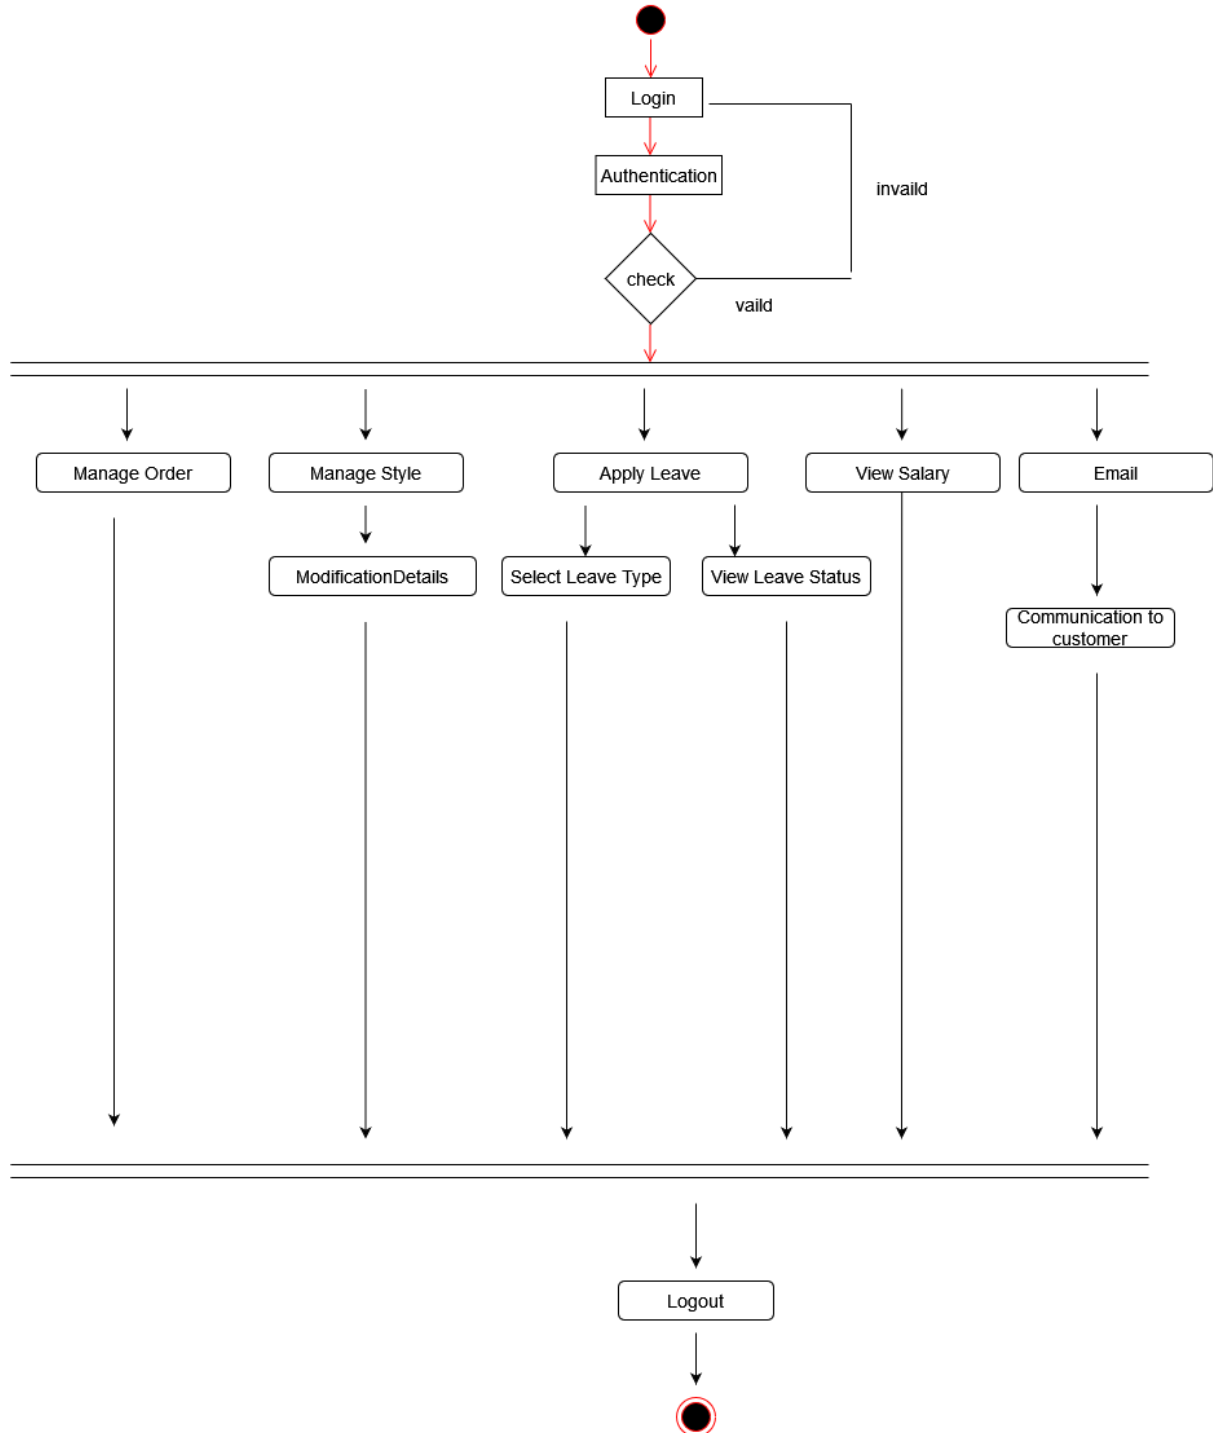 Login
Authentication
invaild
check
vaild
Manage Order
Manage Style
Apply Leave
View Salary
Email
ModificationDetails
Select Leave Type
View Leave Status
Communication to
customer
Logout